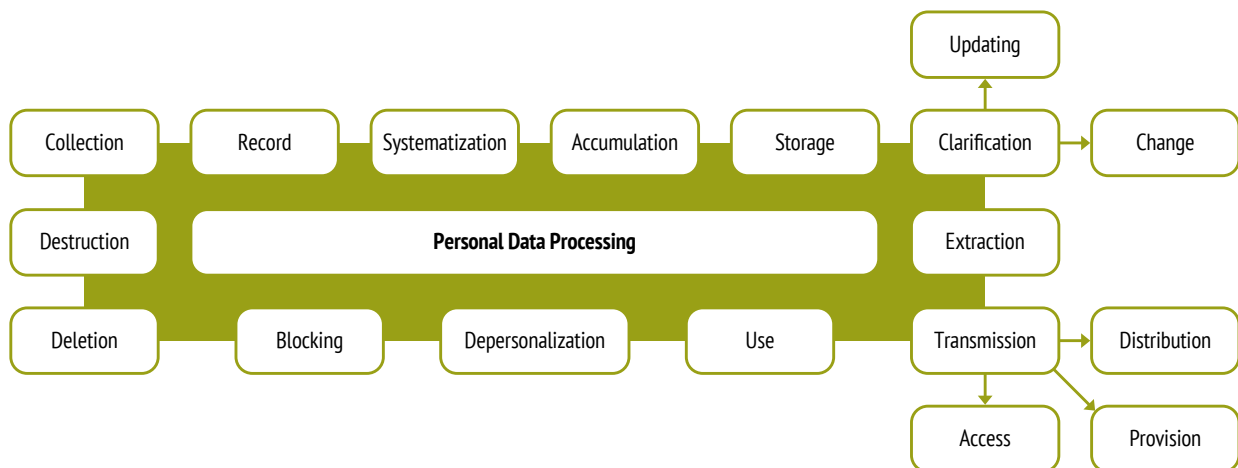 Updating
Collection
Record
Systematization
Accumulation
Storage
Clarification
Change
Destruction
Personal Data Processing
Extraction
Deletion
Blocking
Depersonalization
Use
Transmission
Distribution
Access
Provision